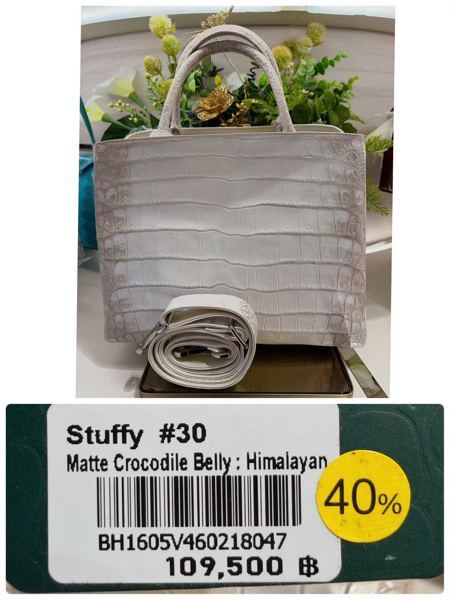 Stuffy #30
Matte Crocodile Belly : Himalayan
40%
BH1605V460218047
109,500 ฿